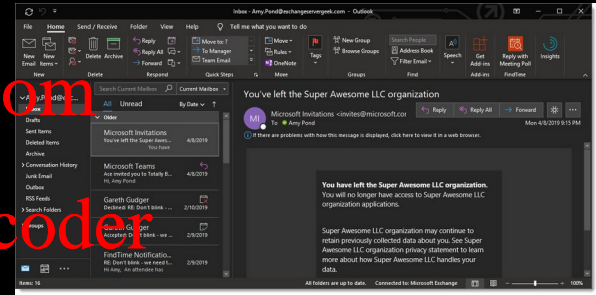 Inbox - Amy.Pond@exchangeservergeek.com - Outlook
File Home Send / Receive Folder View Help Tell me what you want to do
New Email
New Items
Delete Archive
Reply
Reply All
Forward
Move to: ?
To Manager
Team Email
Move
Rules
OneNote
Tags
New Group
Browse Groups
Search People
Address Book
Filter Email
Speech
Get Add-ins
Reply with Meeting Poll
Insights
New Delete Respond Quick Steps Move Groups Find Add-ins FindTime
om
coder
Drafts
Sent Items
Deleted Items
Archive
Conversation History
Junk Email
Outbox
RSS Feeds
Search Folders
Search Current Mailbox Current Mailbox
All Unread By Date
Older
Microsoft Invitations
You've left the Super Awes... 4/8/2019
You have
Microsoft Teams
Ace invited you to Totally B... 4/8/2019
Hi, Amy Pond
Gareth Gudger
Declined: RE: Don't blink - ... 2/10/2019
Gareth Gudger
Accepted: Don't blink - we ... 2/9/2019
FindTime Notificatio...
RE: Don't blink - we need t... 2/9/2019
Hi Amy, An attendee has
You've left the Super Awesome LLC organization
MI
Microsoft Invitations <invites@microsoft.cor
To Amy Pond
Reply Reply All Forward
Mon 4/8/2019 9:15 PM
If there are problems with how this message is displayed, click here to view it in a web browser.
You have left the Super Awesome LLC organization.
You will no longer have access to Super Awesome LLC
organization applications.
Super Awesome LLC organization may continue to
retain previously collected data about you. See Super
Awesome LLC organization privacy statement to learn
more about how Super Awesome LLC handles your
data.
Items: 16
All folders are up to date. Connected to: Microsoft Exchange
100%